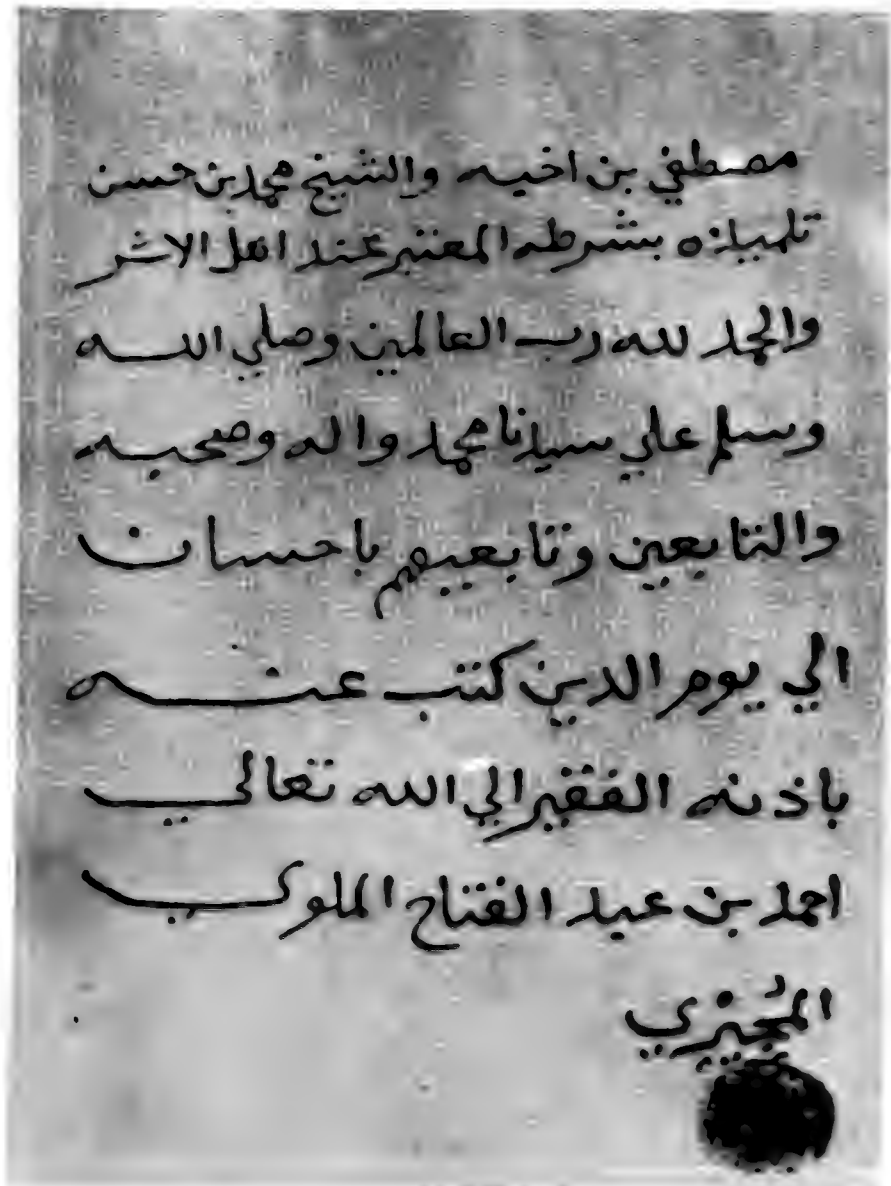 مصطفي بن اخيه والشيخ محمد بن حسن
تلميذه بشرطه المعتبر عند اهل الاثر
والحمد لله رب العالمين وصلي الله
وسلم علي سيدنا محمد واله وصحبه
والتابعين وتابعيهم باحسان
الي يوم الدين كتب عنه
باذنه الفقير الي الله تعالي
احمد بن عبد الفتاح الملوي
المجيزي